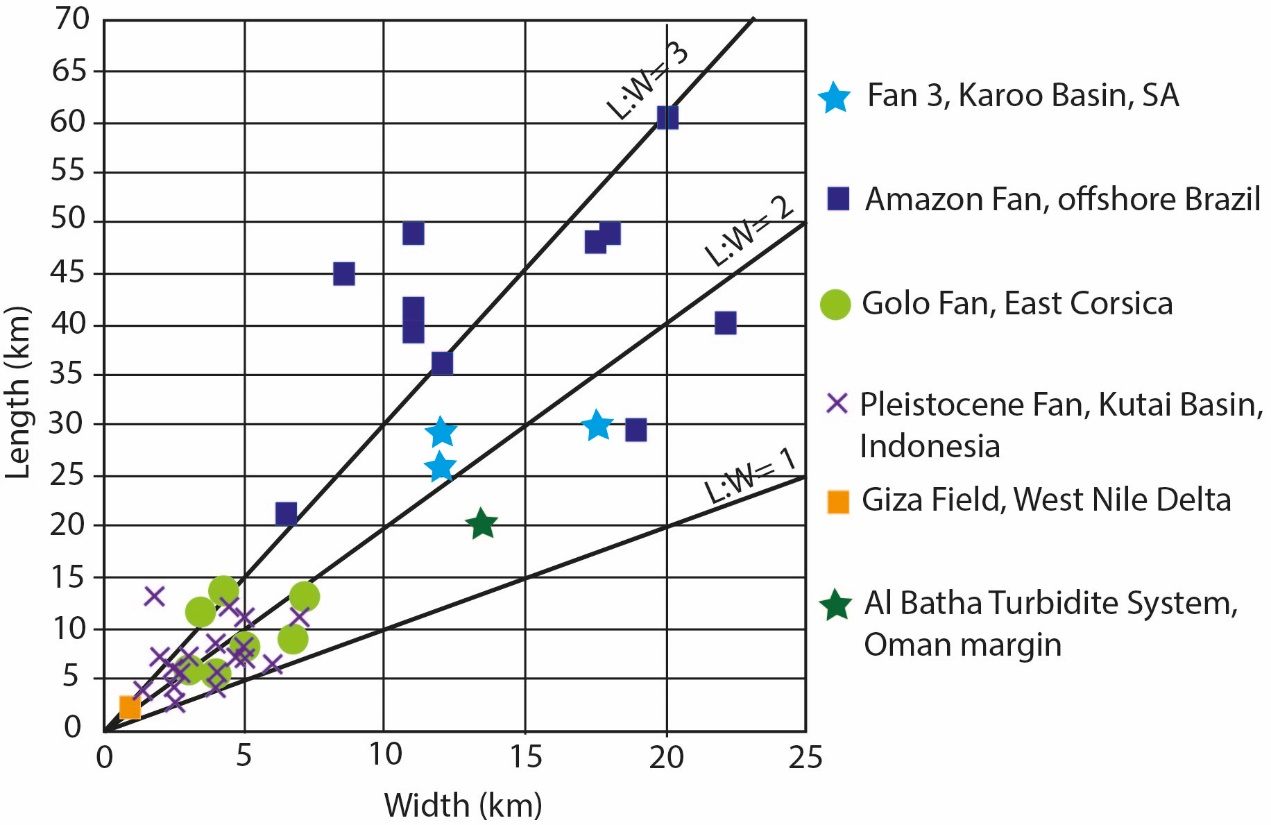 70
65
60
55
50
45
40
35
30
25
20
15
10
5
0
0 5 10 15 20 25
Length (km)
Width (km)
L:W= 3
L:W= 2
L:W= 1
Fan 3, Karoo Basin, SA
Amazon Fan, offshore Brazil
Golo Fan, East Corsica
Pleistocene Fan, Kutai Basin,
Indonesia
Giza Field, West Nile Delta
Al Batha Turbidite System,
Oman margin